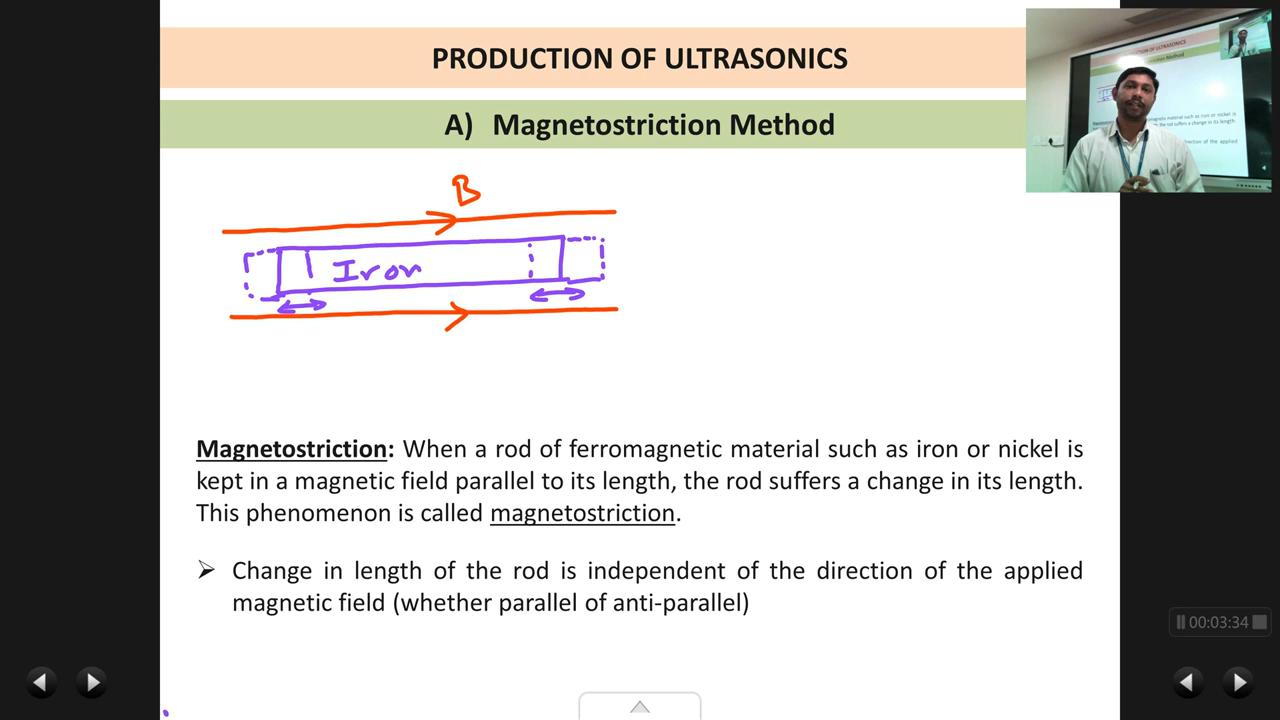 PRODUCTION OF ULTRASONICS
A) Magnetostriction Method
B
Iron
Magnetostriction: When a rod of ferromagnetic material such as iron or nickel is
kept in a magnetic field parallel to its length, the rod suffers a change in its length.
This phenomenon is called magnetostriction.
➢ Change in length of the rod is independent of the direction of the applied
magnetic field (whether parallel of anti-parallel)
00:03:34